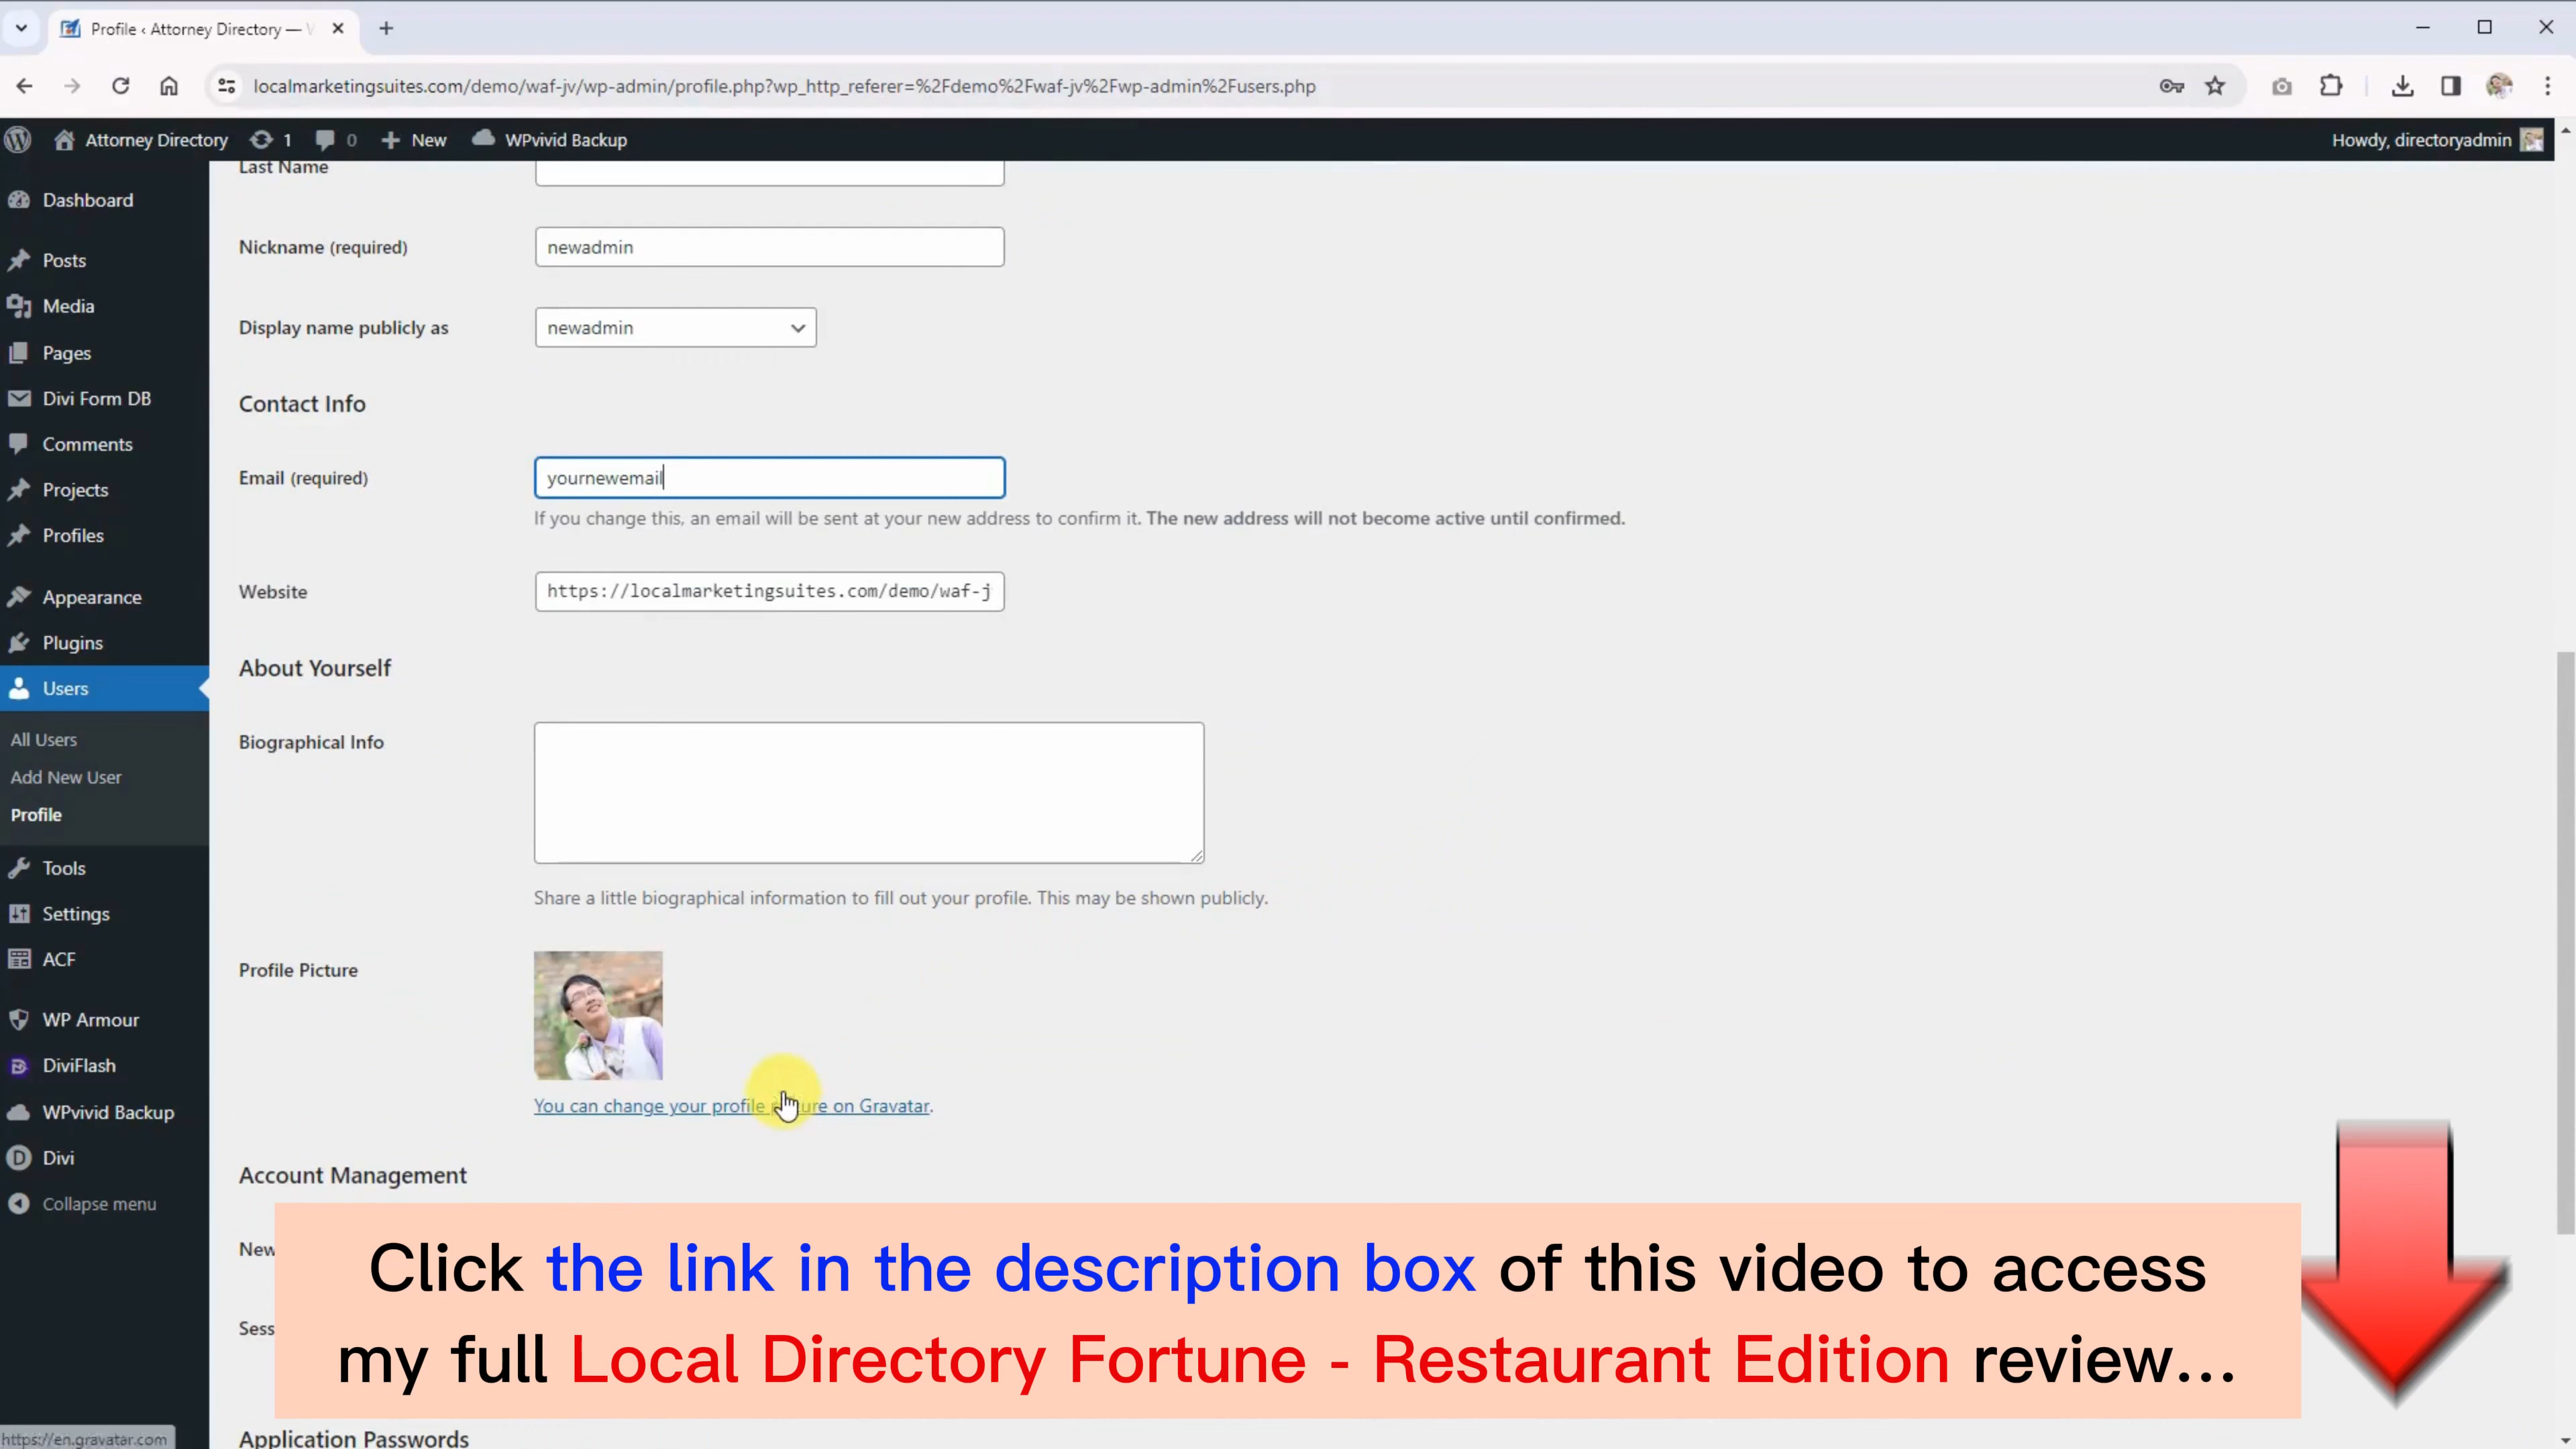 Profile ‹ Attorney Directory —
localmarketingsuites.com/demo/waf-jv/wp-admin/profile.php?wp_http_referer=%2Fdemo%2Fwaf-jv%2Fwp-admin%2Fusers.php
Attorney Directory 1 0 New WPvivid Backup Howdy, directoryadmin
Dashboard
Posts
Media
Pages
Divi Form DB
Comments
Projects
Profiles
Appearance
Plugins
Users
All Users
Add New User
Profile
Tools
Settings
ACF
WP Armour
DiviFlash
WPvivid Backup
Divi
Collapse menu
Last Name
Nickname (required) newadmin
Display name publicly as newadmin
Contact Info
Email (required) yournewemail
If you change this, an email will be sent at your new address to confirm it. The new address will not become active until confirmed.
Website https://localmarketingsuites.com/demo/waf-j
About Yourself
Biographical Info
Share a little biographical information to fill out your profile. This may be shown publicly.
Profile Picture
You can change your profile on Gravatar.
Account Management
New
Sess
Click the link in the description box of this video to access
my full Local Directory Fortune - Restaurant Edition review...
Application Passwords
https://en.gravatar.com